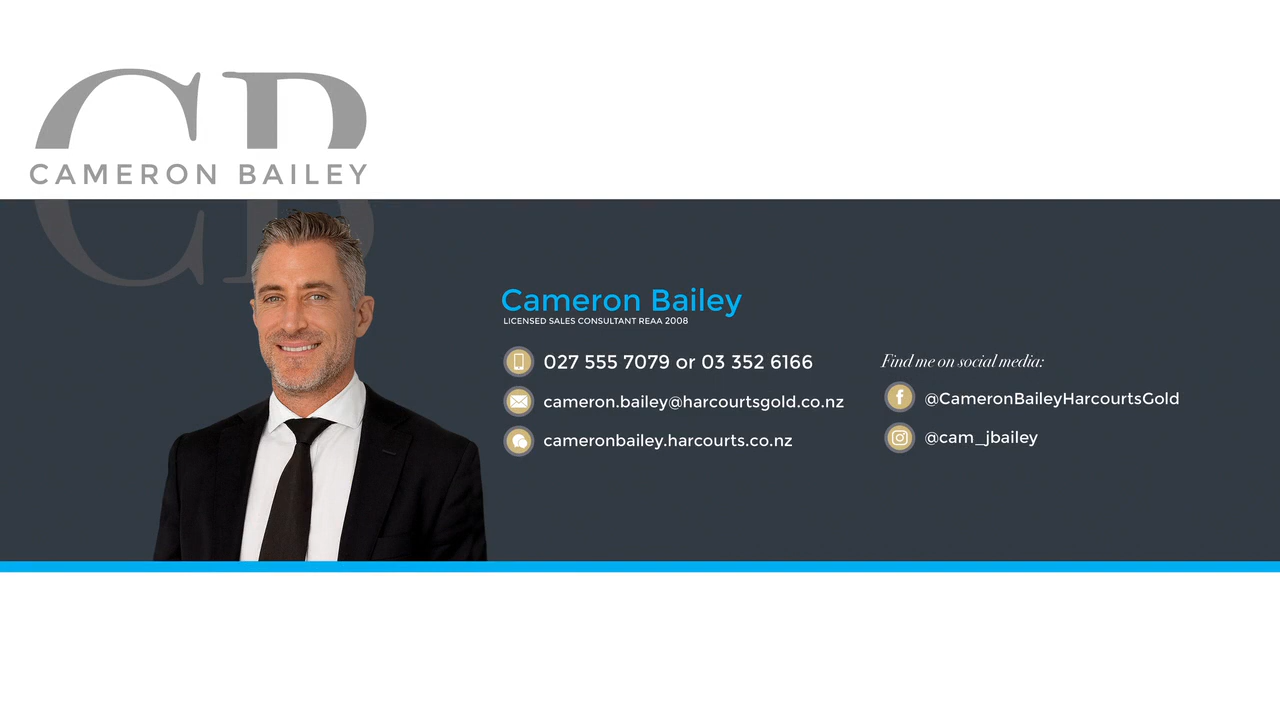 CB
CAMERON BAILEY
Cameron Bailey
LICENSED SALES CONSULTANT REAA 2008
027 555 7079 or 03 352 6166
cameron.bailey@harcourtsgold.co.nz
cameronbailey.harcourts.co.nz
Find me on social media:
@CameronBaileyHarcourtsGold
@cam_jbailey